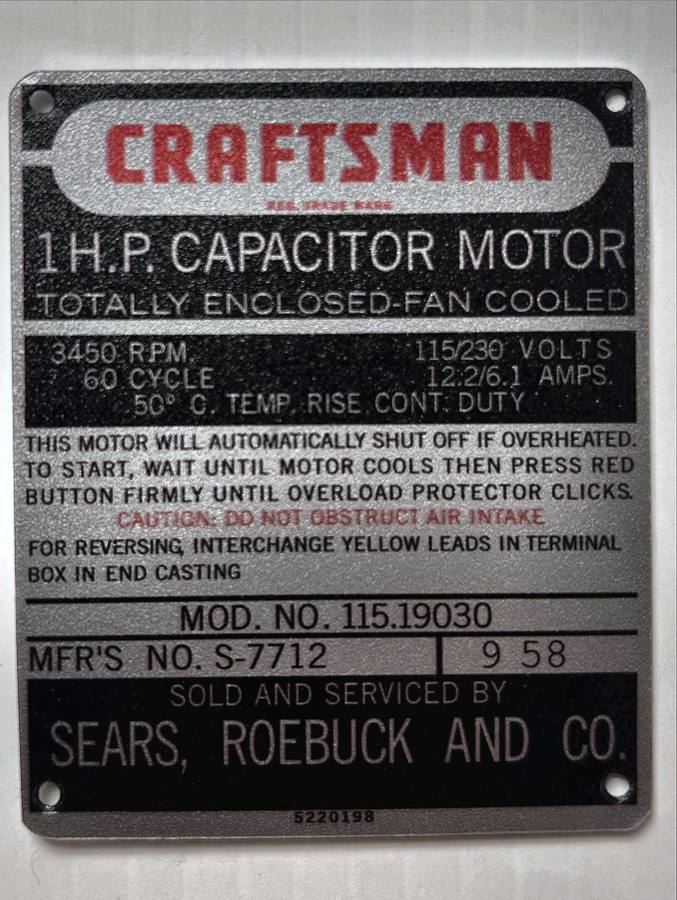 CRAFTSMAN
REG. TRADE MARK
1 H.P. CAPACITOR MOTOR
TOTALLY ENCLOSED-FAN COOLED
3450 R.P.M. 115/230 VOLTS
60 CYCLE 12.2/6.1 AMPS.
50° C. TEMP. RISE CONT. DUTY
THIS MOTOR WILL AUTOMATICALLY SHUT OFF IF OVERHEATED.
TO START, WAIT UNTIL MOTOR COOLS THEN PRESS RED
BUTTON FIRMLY UNTIL OVERLOAD PROTECTOR CLICKS.
CAUTION: DO NOT OBSTRUCT AIR INTAKE
FOR REVERSING, INTERCHANGE YELLOW LEADS IN TERMINAL
BOX IN END CASTING
MOD. NO. 115.19030
MFR'S NO. S-7712 9 58
SOLD AND SERVICED BY
SEARS, ROEBUCK AND CO.
5220198